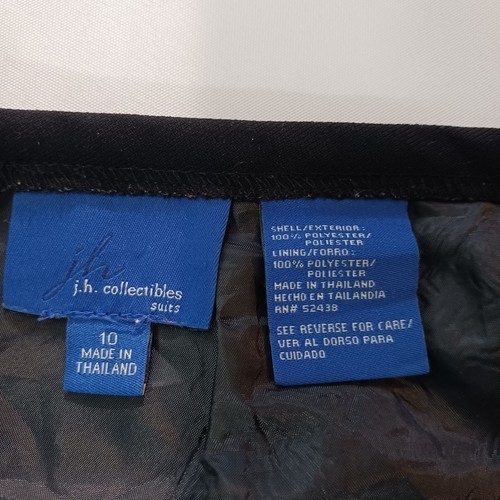 jh
j.h. collectibles
suits
10
MADE IN
THAILAND
SHELL/EXTERIOR:
100% POLYESTER/
POLIESTER
LINING/FORRO:
100% POLYESTER/
POLIESTER
MADE IN THAILAND
HECHO EN TAILANDIA
RN# 52438
SEE REVERSE FOR CARE/
VER AL DORSO PARA
CUIDADO